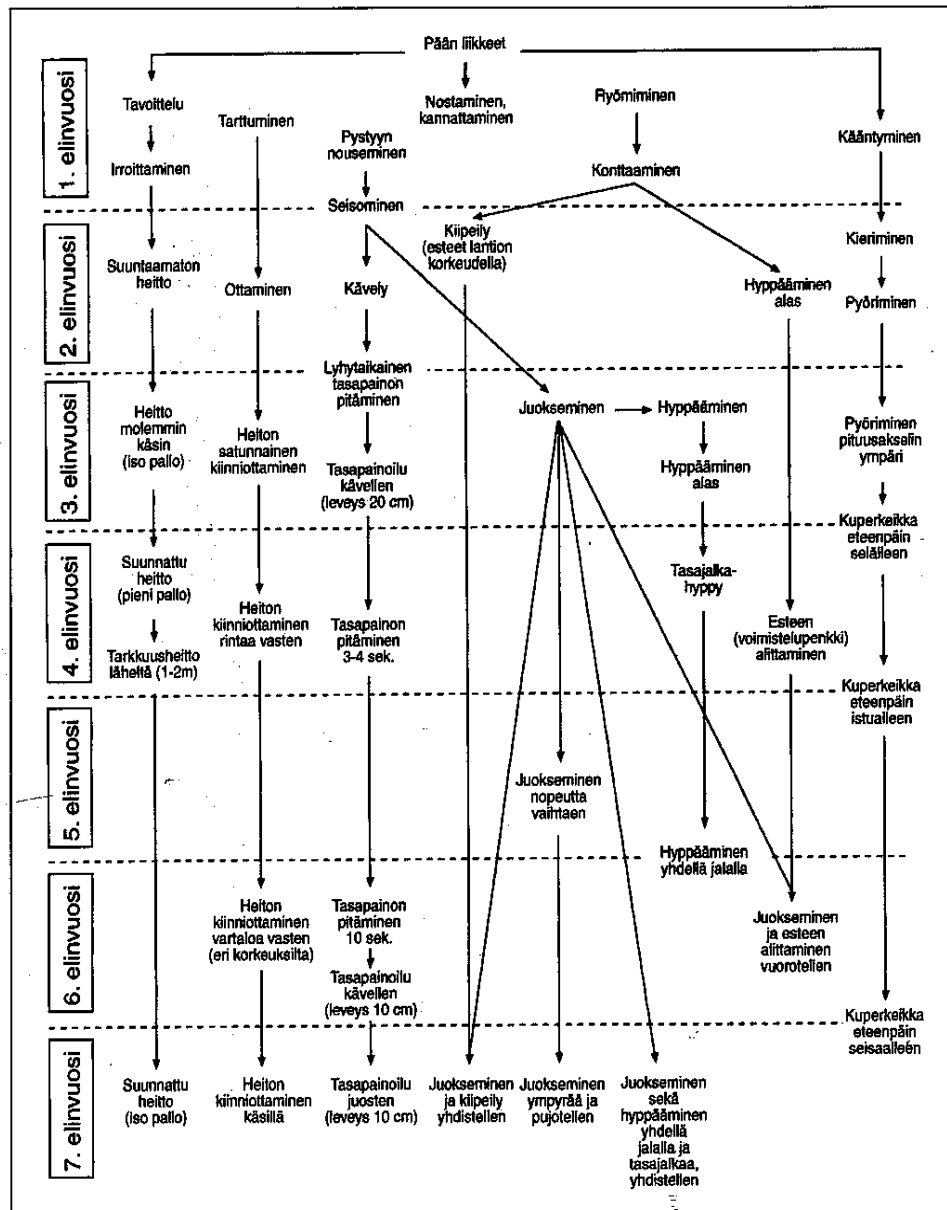 Pään liikkeet
1. elinvuosi
Tavoittelu
Tarttuminen
Nostaminen,
kannattaminen
Ryömiminen
Kääntyminen
Pystyyn
nouseminen
Irroittaminen
Konttaaminen
Seisominen
2. elinvuosi
Suuntaamaton
heitto
Ottaminen
Kävely
Kiipeily
(esteet lantion
korkeudella)
Hyppääminen
alas
Kieriminen
Pyöriminen
Lyhytaikainen
tasapainon
pitäminen
3. elinvuosi
Heitto
molemmin
käsin
(iso pallo)
Heiton
satunnainen
kiinniottaminen
Tasapainoilu
kävellen
(leveys 20 cm)
Juokseminen
Hyppääminen
Hyppääminen
alas
Pyöriminen
pituusakselin
ympäri
Kuperkeikka
eteenpäin
selälleen
4. elinvuosi
Suunnattu
heitto
(pieni pallo)
Tarkkuusheitto
läheltä (1-2m)
Heiton
kiinniottaminen
rintaa vasten
Tasapainon
pitäminen
3-4 sek.
Tasajalka-
hyppy
Esteen
(voimistelupenkki)
alittaminen
Kuperkeikka
eteenpäin
istualleen
5. elinvuosi
Juokseminen
nopeutta
vaihtaen
Hyppääminen
yhdellä jalalla
6. elinvuosi
Heiton
kiinniottaminen
vartaloa vasten
(eri korkeuksilta)
Tasapainon
pitäminen
10 sek.
Tasapainoilu
kävellen
(leveys 10 cm)
Juokseminen
ja esteen
alittaminen
vuorotellen
Kuperkeikka
eteenpäin
seisaalleen
7. elinvuosi
Suunnattu
heitto
(iso pallo)
Heiton
kiinniottaminen
käsillä
Tasapainoilu
juosten
(leveys 10 cm)
Juokseminen
ja kiipeily
yhdistellen
Juokseminen
ympyrää ja
pujotellen
Juokseminen
sekä
hyppääminen
yhdellä
jalalla ja
tasajalkaa,
yhdistellen